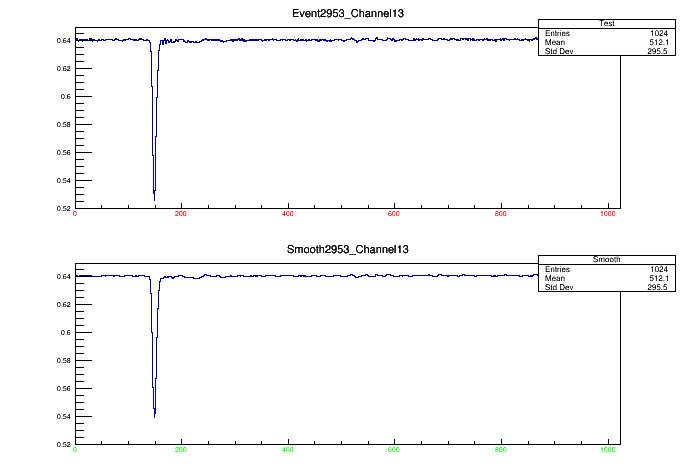 Event2953_Channel13
Test
Entries 1024
Mean 512.1
Std Dev 295.5
0.64
0.62
0.6
0.58
0.56
0.54
0.52
0 200 400 600 800 1000
Smooth2953_Channel13
Smooth
Entries 1024
Mean 512.1
Std Dev 295.5
0.64
0.62
0.6
0.58
0.56
0.54
0.52
0 200 400 600 800 1000